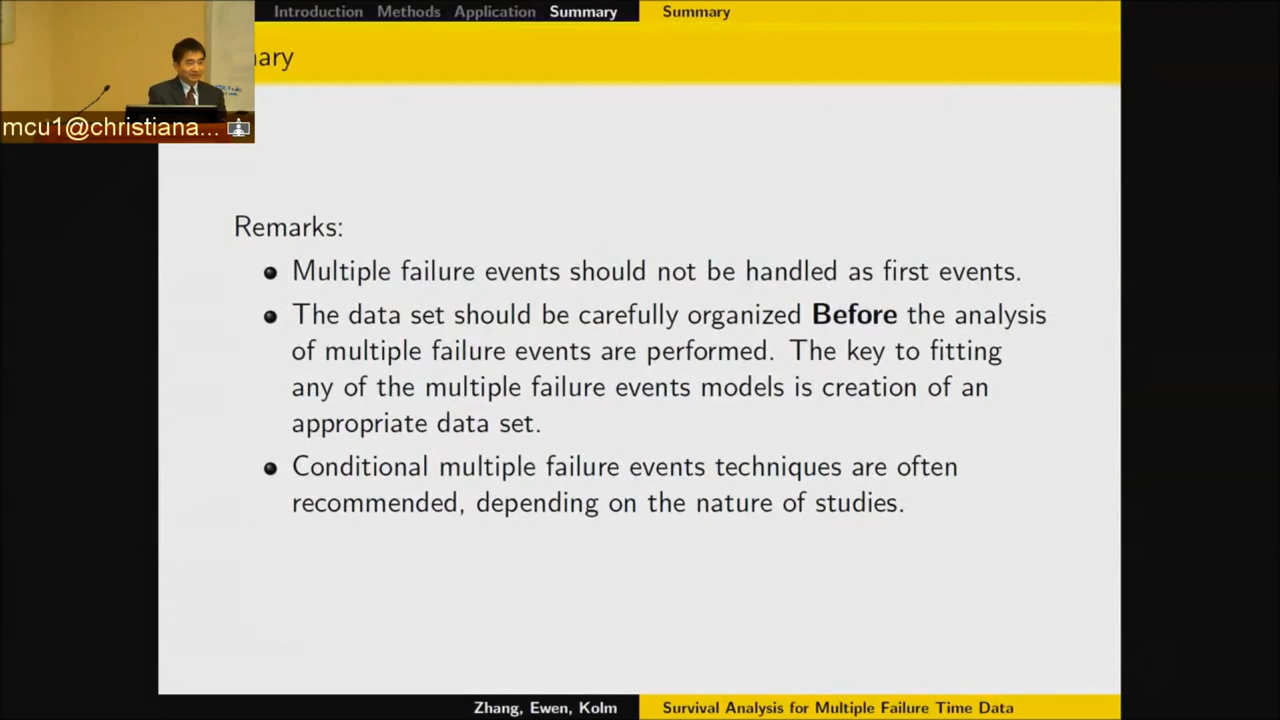 Introduction Methods Application Summary Summary
ary
mcu1@christiana...
Remarks:
Multiple failure events should not be handled as first events.
The data set should be carefully organized Before the analysis
of multiple failure events are performed. The key to fitting
any of the multiple failure events models is creation of an
appropriate data set.
Conditional multiple failure events techniques are often
recommended, depending on the nature of studies.
Zhang, Ewen, Kolm Survival Analysis for Multiple Failure Time Data